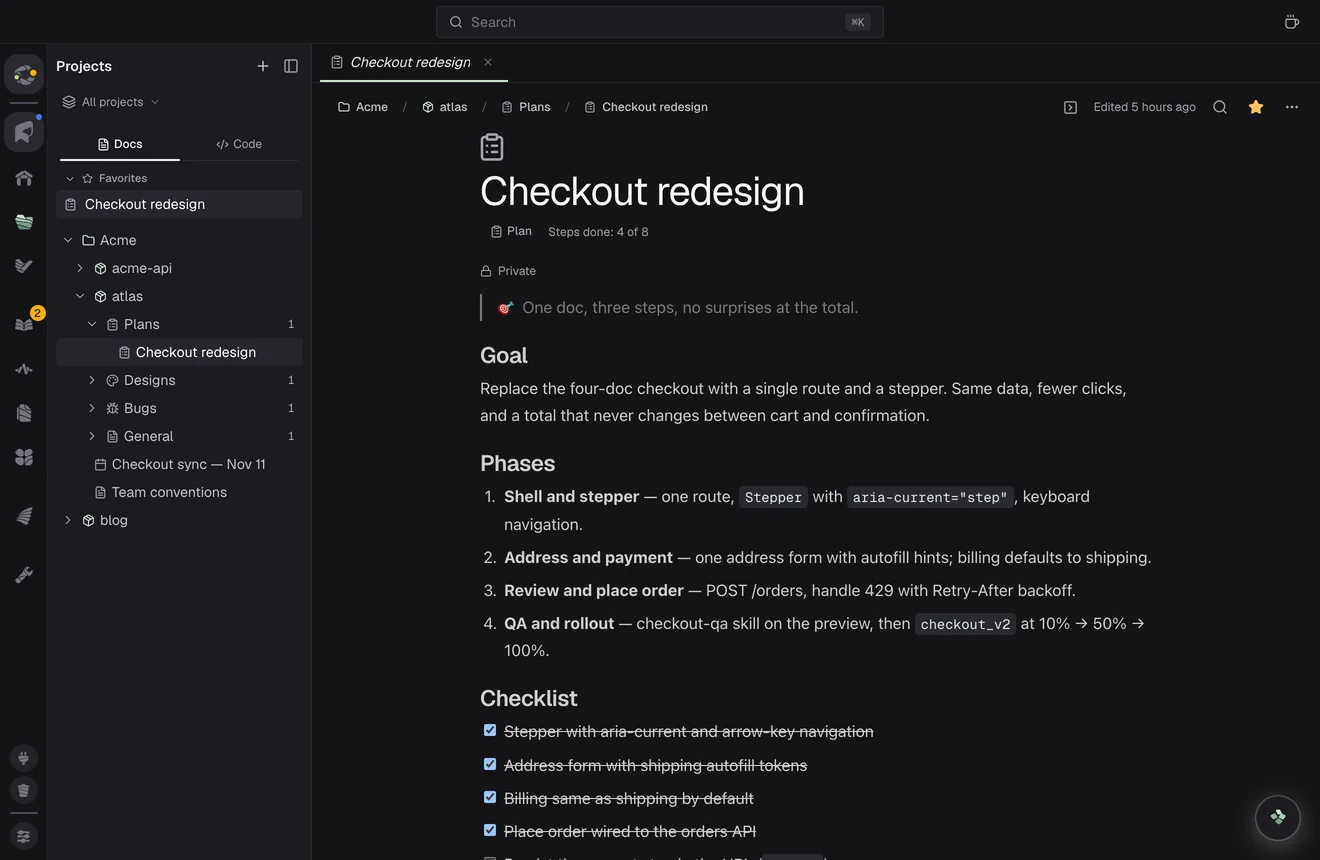 Search
⌘K
Projects
All projects
Docs
Code
Favorites
Checkout redesign
Acme
acme-api
atlas
Plans 1
Checkout redesign
Designs 1
Bugs 1
General 1
Checkout sync — Nov 11
Team conventions
blog
2
Checkout redesign
Acme / atlas / Plans / Checkout redesign
Edited 5 hours ago
Checkout redesign
Plan Steps done: 4 of 8
Private
One doc, three steps, no surprises at the total.
Goal
Replace the four-doc checkout with a single route and a stepper. Same data, fewer clicks,
and a total that never changes between cart and confirmation.
Phases
1. Shell and stepper — one route, Stepper with aria-current="step", keyboard
navigation.
2. Address and payment — one address form with autofill hints; billing defaults to shipping.
3. Review and place order — POST /orders, handle 429 with Retry-After backoff.
4. QA and rollout — checkout-qa skill on the preview, then checkout_v2 at 10% → 50% →
100%.
Checklist
Stepper with aria-current and arrow-key navigation
Address form with shipping autofill tokens
Billing same as shipping by default
Place order wired to the orders API